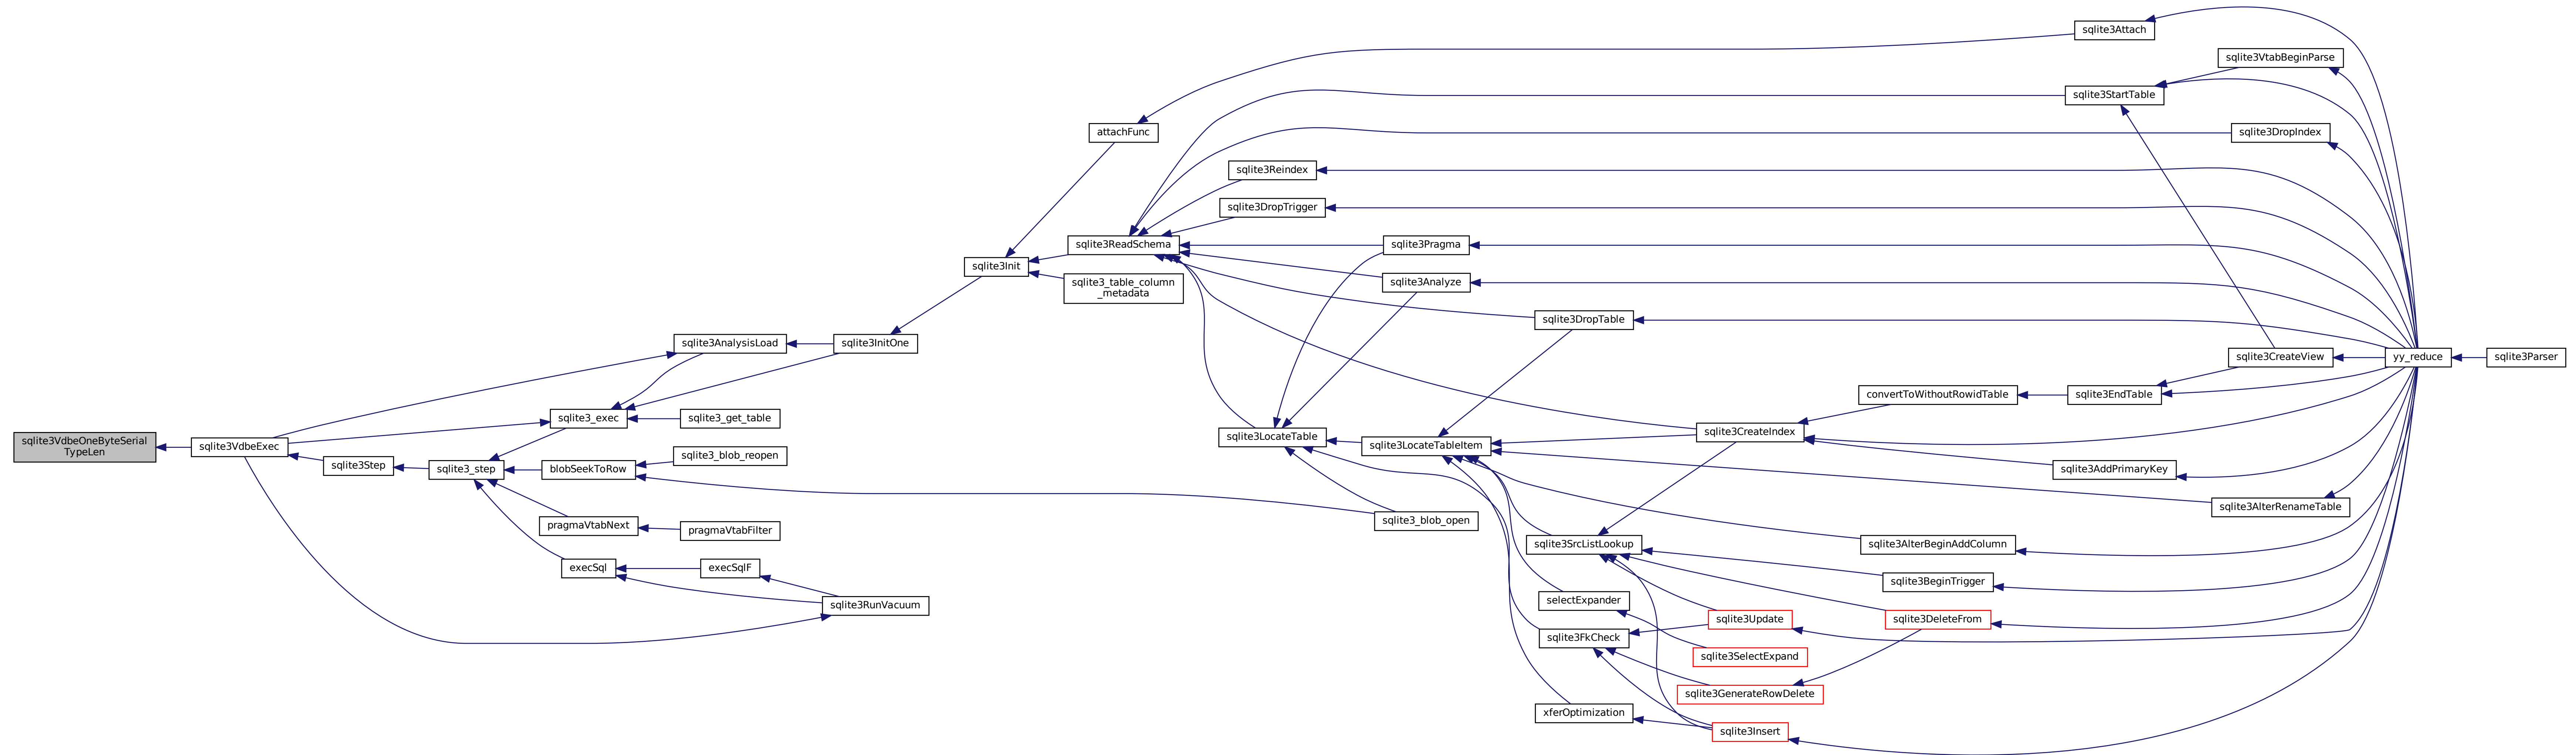 sqlite3VdbeOneByteSerial
TypeLen
sqlite3VdbeExec
sqlite3Step
sqlite3_step
sqlite3AnalysisLoad
sqlite3_exec
sqlite3InitOne
sqlite3_get_table
blobSeekToRow
sqlite3_blob_reopen
pragmaVtabNext
pragmaVtabFilter
execSql
execSqlF
sqlite3RunVacuum
sqlite3Init
attachFunc
sqlite3ReadSchema
sqlite3_table_column
_metadata
sqlite3Reindex
sqlite3DropTrigger
sqlite3Pragma
sqlite3Analyze
sqlite3LocateTable
sqlite3LocateTableItem
sqlite3_blob_open
sqlite3DropTable
sqlite3CreateIndex
sqlite3SrcListLookup
selectExpander
sqlite3FkCheck
xferOptimization
sqlite3Update
sqlite3SelectExpand
sqlite3GenerateRowDelete
sqlite3Insert
convertToWithoutRowidTable
sqlite3AlterBeginAddColumn
sqlite3BeginTrigger
sqlite3DeleteFrom
sqlite3Attach
sqlite3StartTable
sqlite3EndTable
sqlite3AddPrimaryKey
sqlite3VtabBeginParse
sqlite3DropIndex
sqlite3CreateView
sqlite3AlterRenameTable
yy_reduce
sqlite3Parser